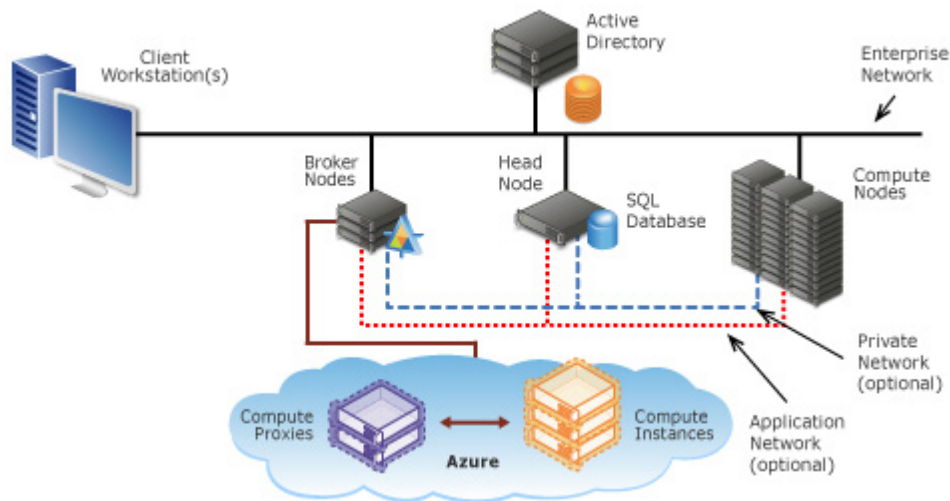 Client
Workstation(s)
Active
Directory
Enterprise
Network
Broker
Nodes
Head
Node
SQL
Database
Compute
Nodes
Private
Network
(optional)
Application
Network
(optional)
Compute
Proxies
Compute
Instances
Azure